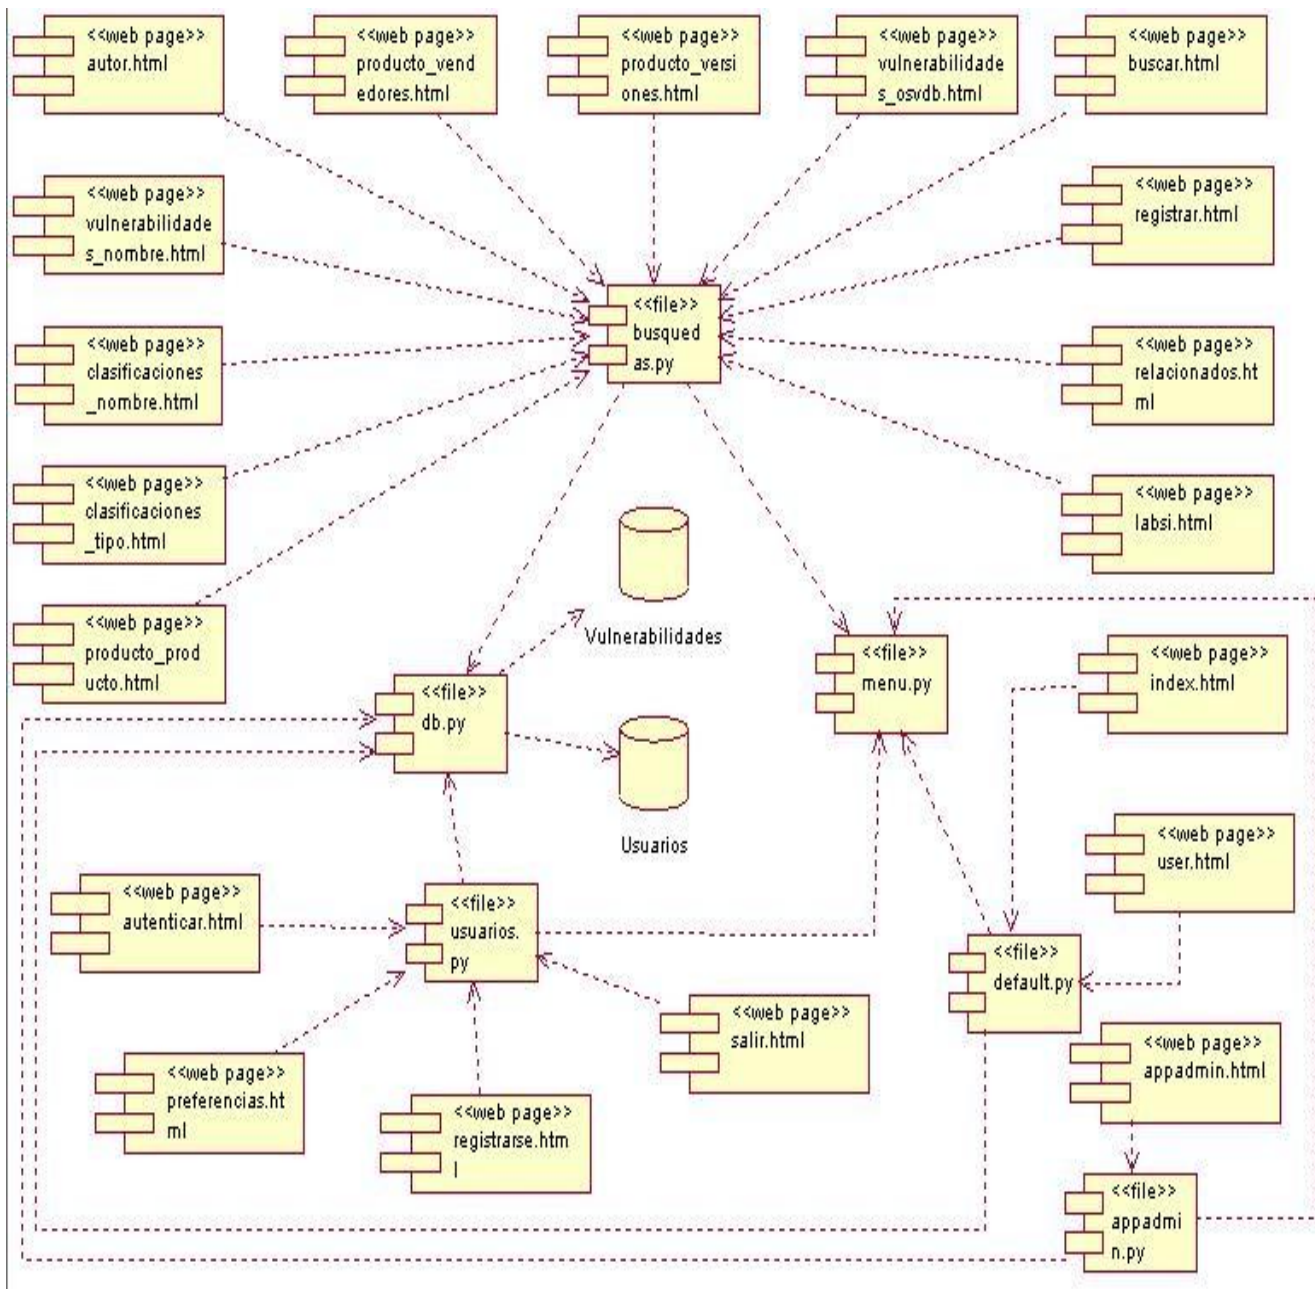 <<web page>>
autor.html
<<web page>>
producto_vend
edores.html
<<web page>>
producto_versi
ones.html
<<web page>>
vulnerabilidade
s_osvdb.html
<<web page>>
buscar.html
<<web page>>
vulnerabilidade
s_nombre.html
<<web page>>
registrar.html
<<file>>
busqued
as.py
<<web page>>
clasificaciones
_nombre.html
<<web page>>
relacionados.ht
ml
<<web page>>
clasificaciones
_tipo.html
<<web page>>
labsi.html
<<web page>>
producto_prod
ucto.html
Vulnerabilidades
<<file>>
menu.py
<<web page>>
index.html
<<file>>
db.py
Usuarios
<<web page>>
user.html
<<web page>>
autenticar.html
<<file>>
usuarios.
py
<<file>>
default.py
<<web page>>
salir.html
<<web page>>
appadmin.html
<<web page>>
preferencias.ht
ml
<<web page>>
registrarse.htm
l
<<file>>
appadmi
n.py